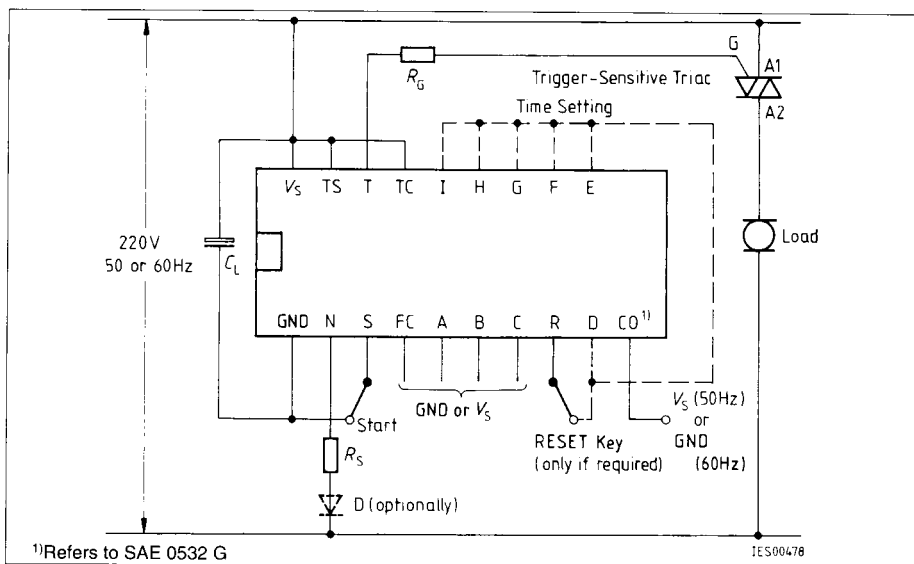 G
A1
R_G
Trigger-Sensitive Triac
A2
Time Setting
V_S TS T TC I H G F E
220V
50 or 60Hz
C_L
Load
GND N S FC A B C R D CO¹⁾
Start
GND or V_S
V_S (50Hz)
or
GND
(60Hz)
RESET Key
(only if required)
R_S
D (optionally)
¹⁾Refers to SAE 0532 G
IES00478